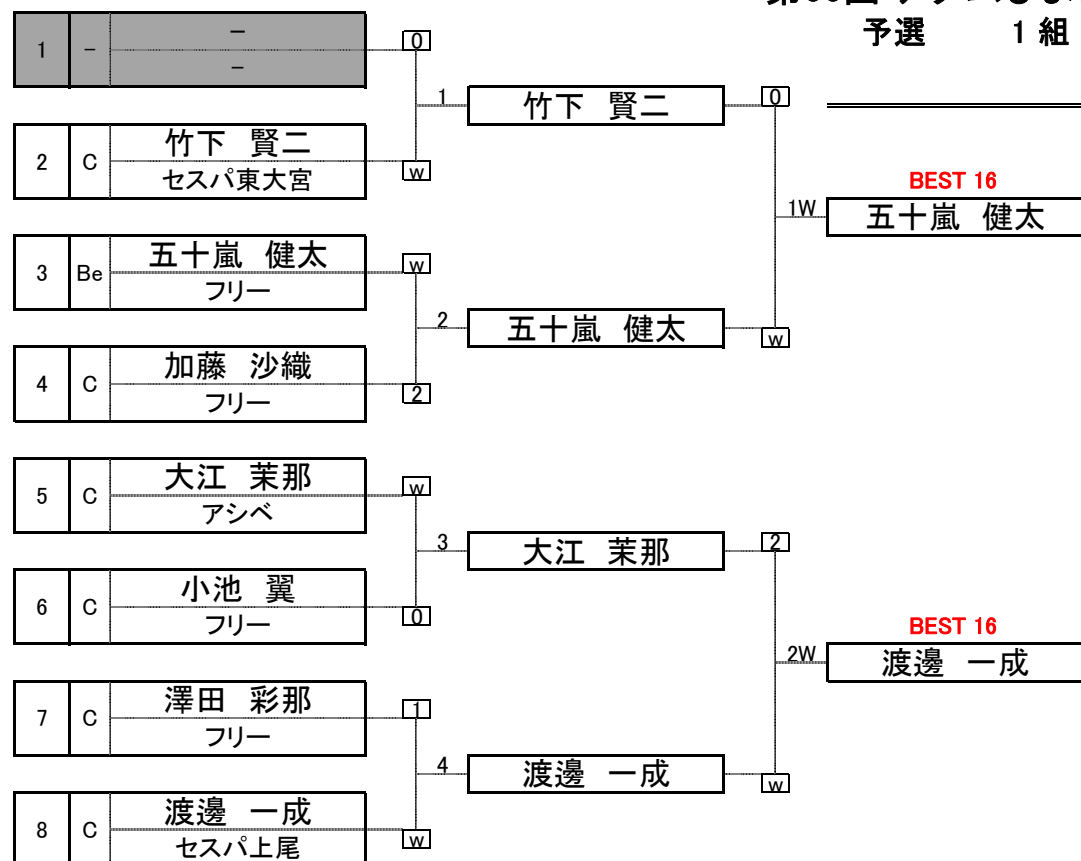 予選 1 組
1 - - 0
-
1 竹下 賢二 0
2 C 竹下 賢二 w
セスパ東大宮
BEST 16
1W 五十嵐 健太
3 Be 五十嵐 健太 w
フリー
2 五十嵐 健太 w
4 C 加藤 沙織 2
フリー
5 C 大江 茉那 w
アシベ
3 大江 茉那 2
6 C 小池 翼 0
フリー
BEST 16
2W 渡邊 一成
7 C 澤田 彩那 1
フリー
4 渡邊 一成 w
8 C 渡邊 一成 w
セスパ上尾